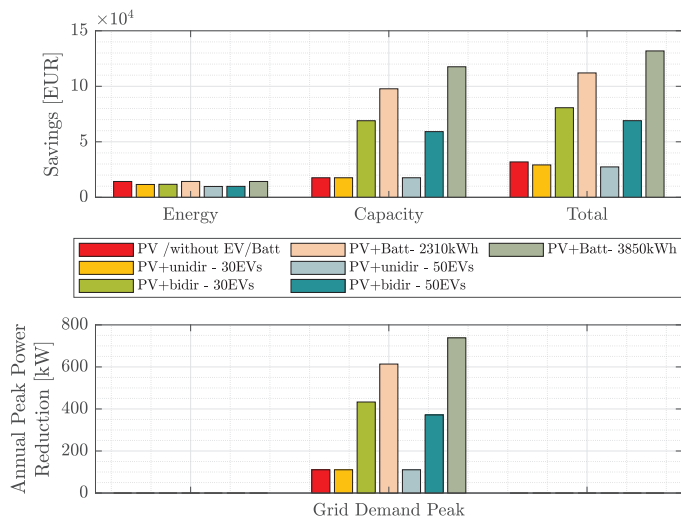 ×10⁴
15
10
5
0
Savings [EUR]
Energy Capacity Total
PV /without EV/Batt PV+Batt- 2310kWh PV+Batt- 3850kWh
PV+unidir - 30EVs PV+unidir - 50EVs
PV+bidir - 30EVs PV+bidir - 50EVs
800
600
400
200
0
Annual Peak Power
Reduction [kW]
Grid Demand Peak